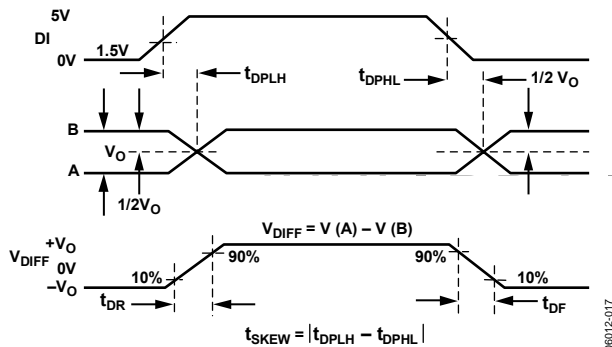 5V
DI
0V
1.5V
tDPLH
tDPHL
1/2 VO
B
VO
A
1/2VO
VDIFF = V (A) – V (B)
+VO
VDIFF
0V
–VO
10%
90%
90%
10%
tDR
tDF
tSKEW = |tDPLH – tDPHL|
06012-017